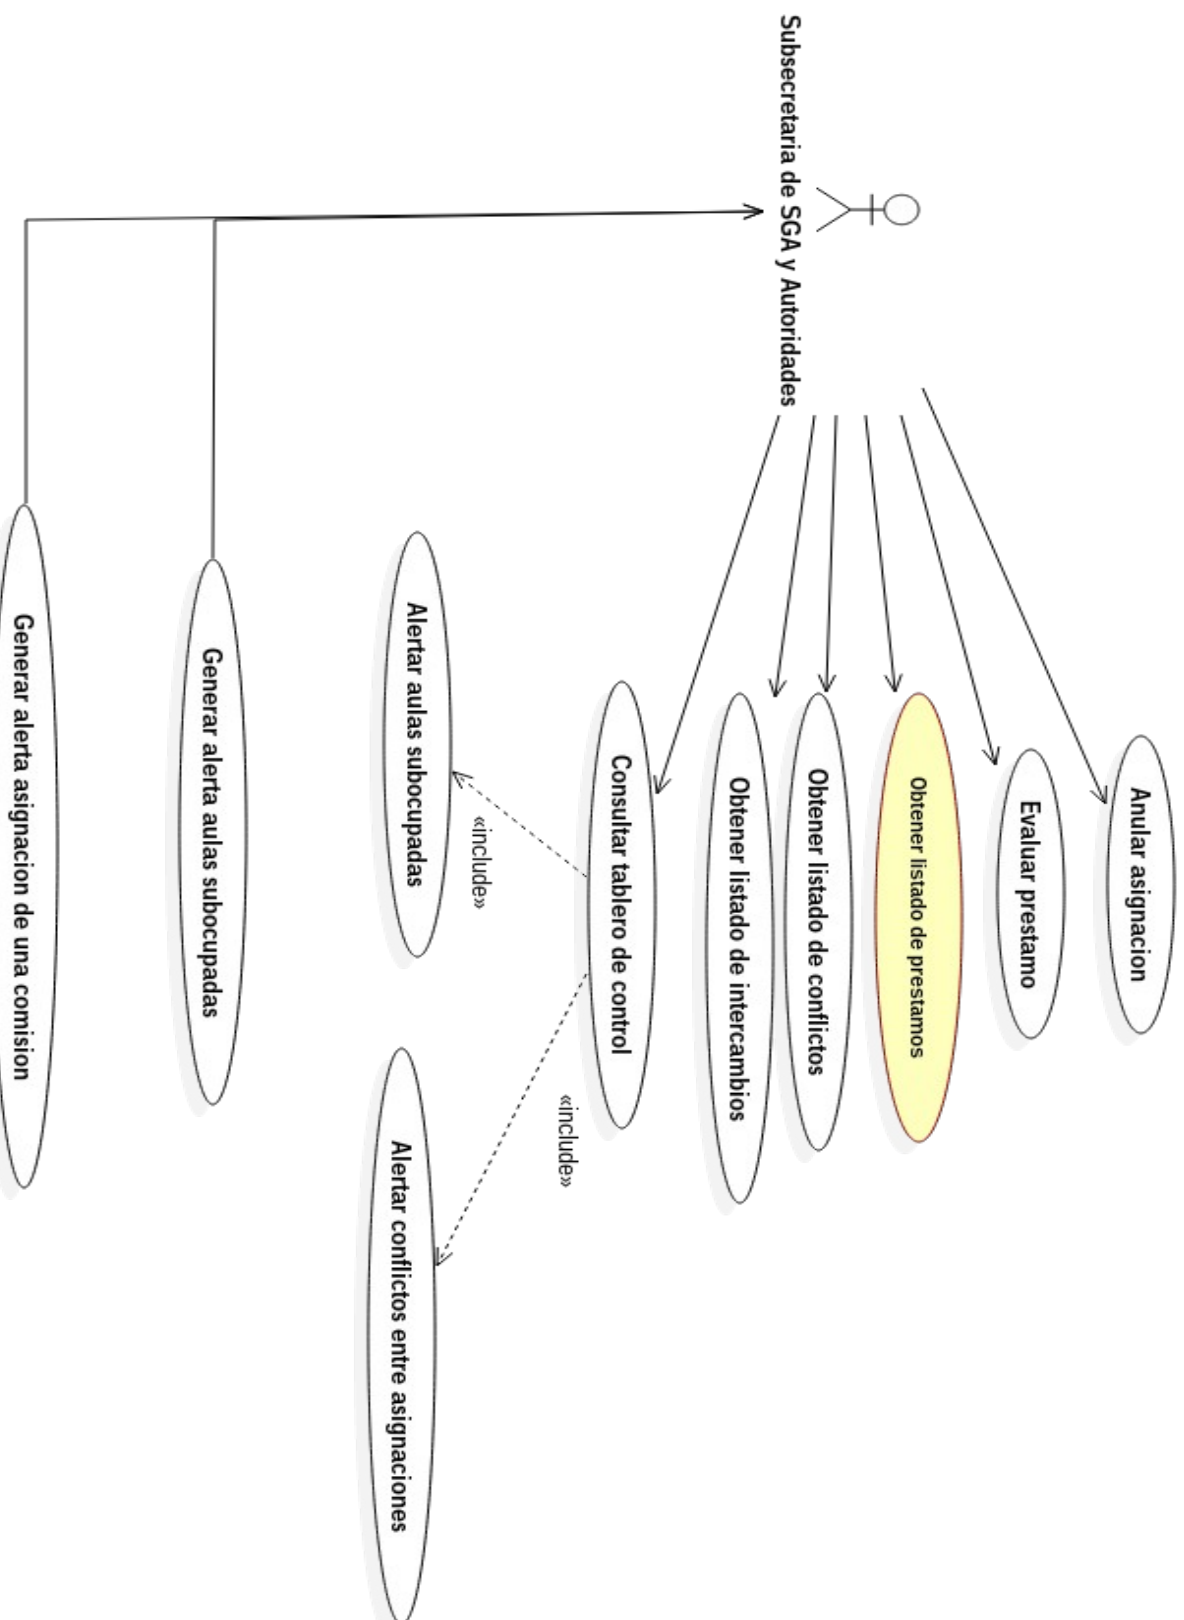 Anular asignacion
Evaluar prestamo
Obtener listado de prestamos
Subsecretaria de SGA y Autoridades
Obtener listado de conflictos
Obtener listado de intercambios
Consultar tablero de control
«include»
«include»
Alertar aulas subocupadas
Alertar conflictos entre asignaciones
Generar alerta aulas subocupadas
Generar alerta asignacion de una comision